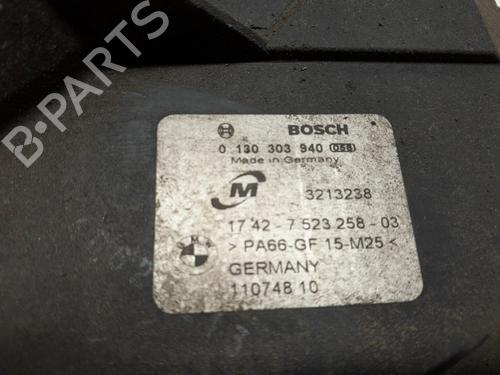 B-PARTS
BOSCH
0 130 303 940 058
Made in Germany
M
3213238
17 42 - 7 523 258 - 03
> PA66-GF 15-M25 <
GERMANY
110748 10